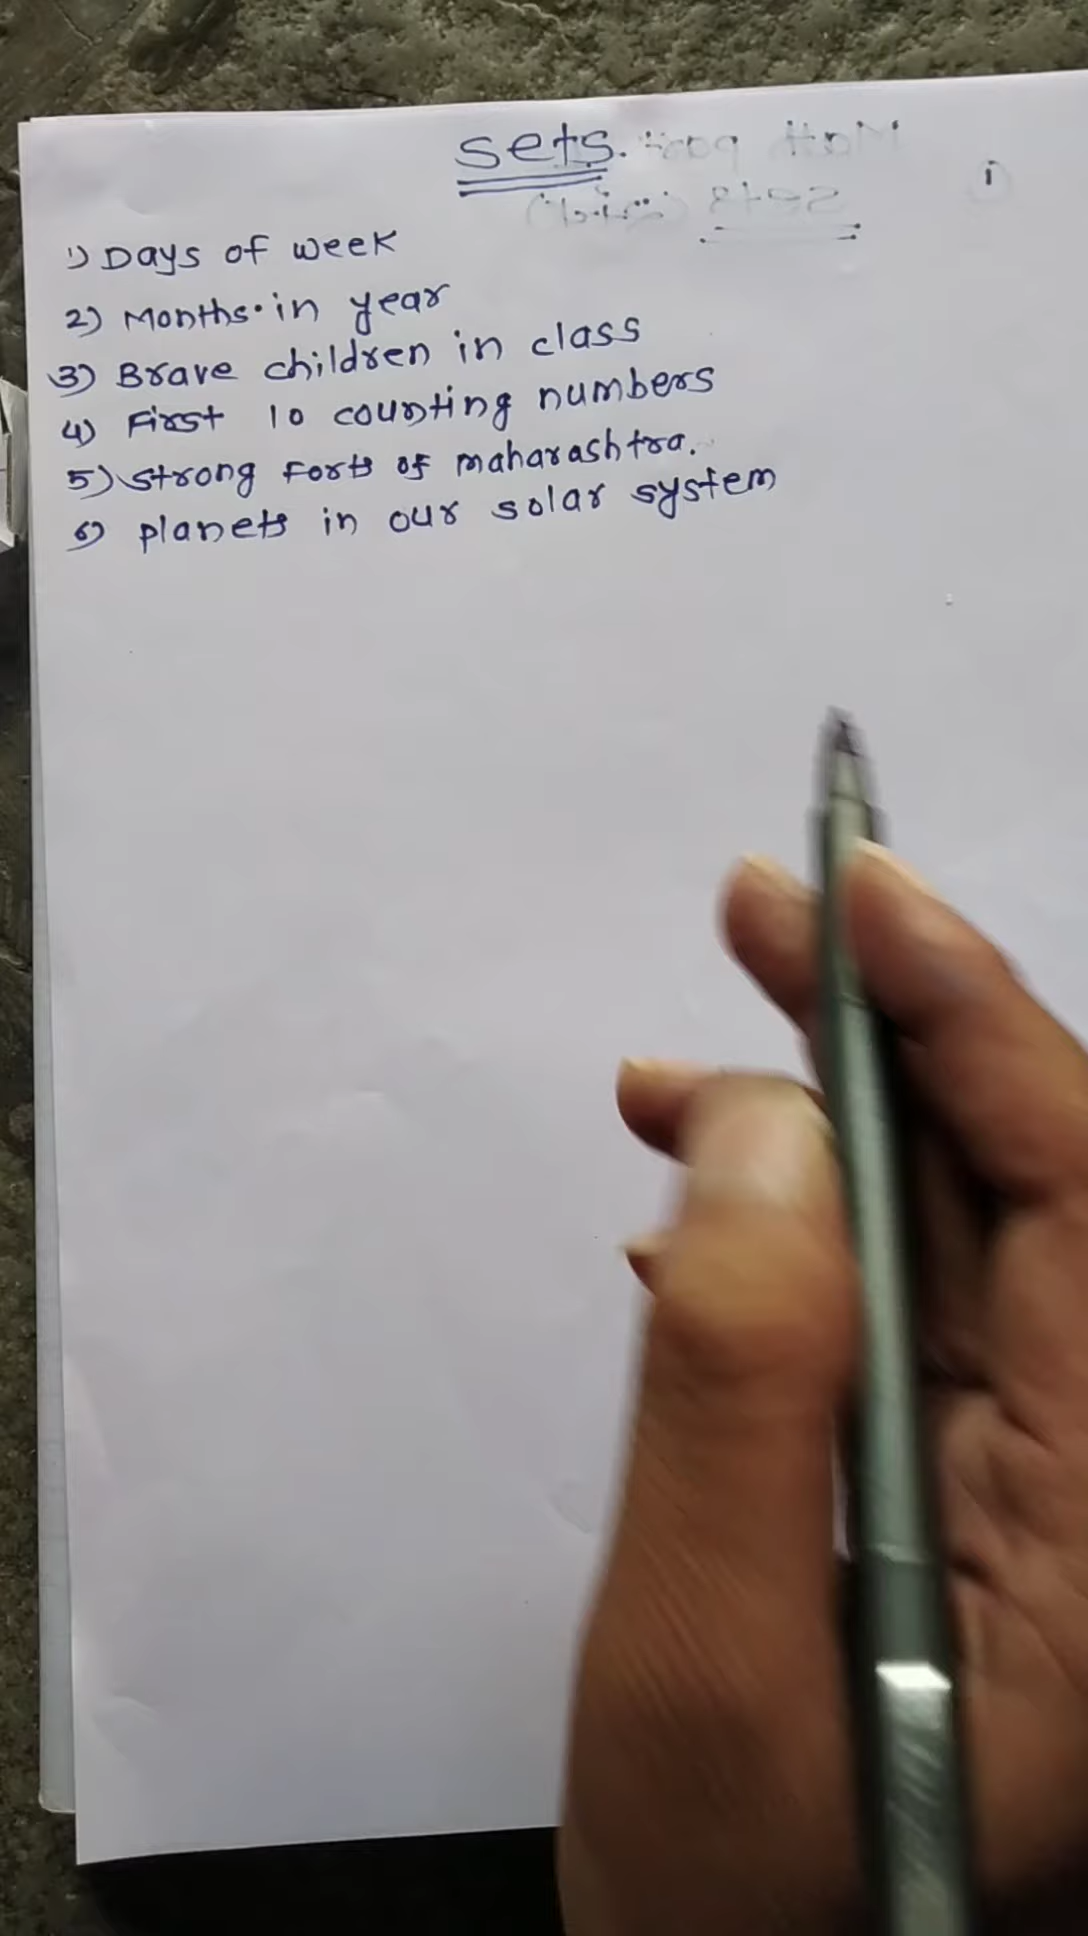 sets.
1) Days of week
2) Months in year
3) Brave children in class
4) First 10 counting numbers
5) strong forts of maharashtra.
6) planets in our solar system